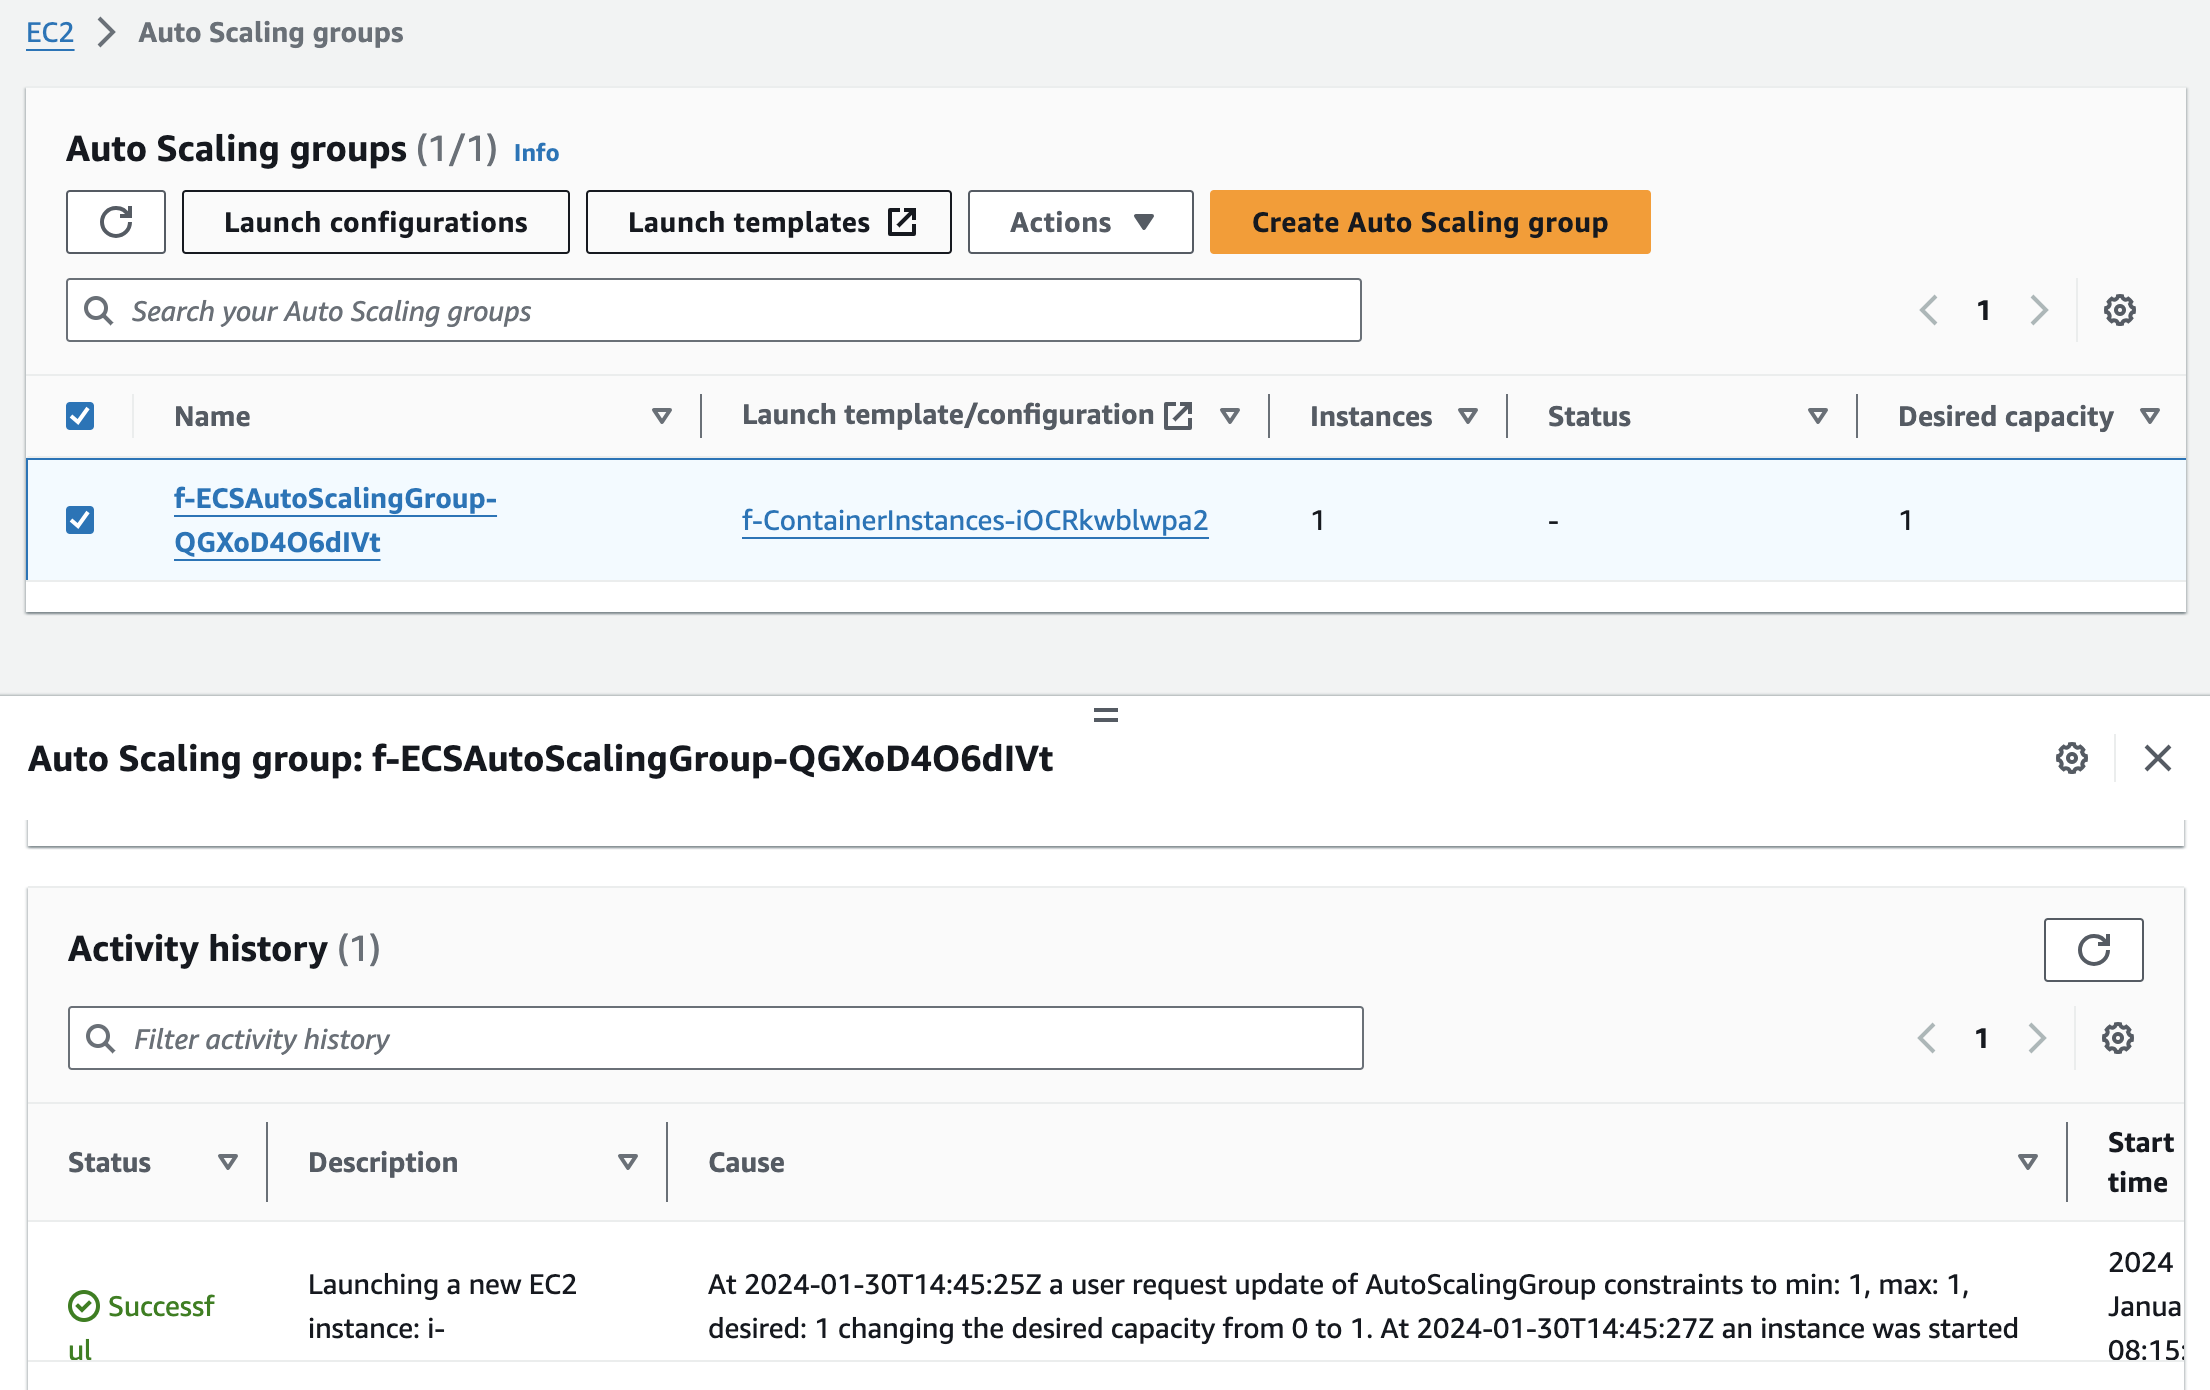 EC2 > Auto Scaling groups
Auto Scaling groups (1/1) Info
Launch configurations Launch templates Actions Create Auto Scaling group
Search your Auto Scaling groups 1
Name Launch template/configuration Instances Status Desired capacity
f-ECSAutoScalingGroup-
QGXoD4O6dIVt f-ContainerInstances-iOCRkwblwpa2 1 - 1
Auto Scaling group: f-ECSAutoScalingGroup-QGXoD4O6dIVt
Activity history (1)
Filter activity history 1
Status Description Cause Start
time
2024
Launching a new EC2 At 2024-01-30T14:45:25Z a user request update of AutoScalingGroup constraints to min: 1, max: 1,
Successf Janua
instance: i- desired: 1 changing the desired capacity from 0 to 1. At 2024-01-30T14:45:27Z an instance was started
ul 08:15: